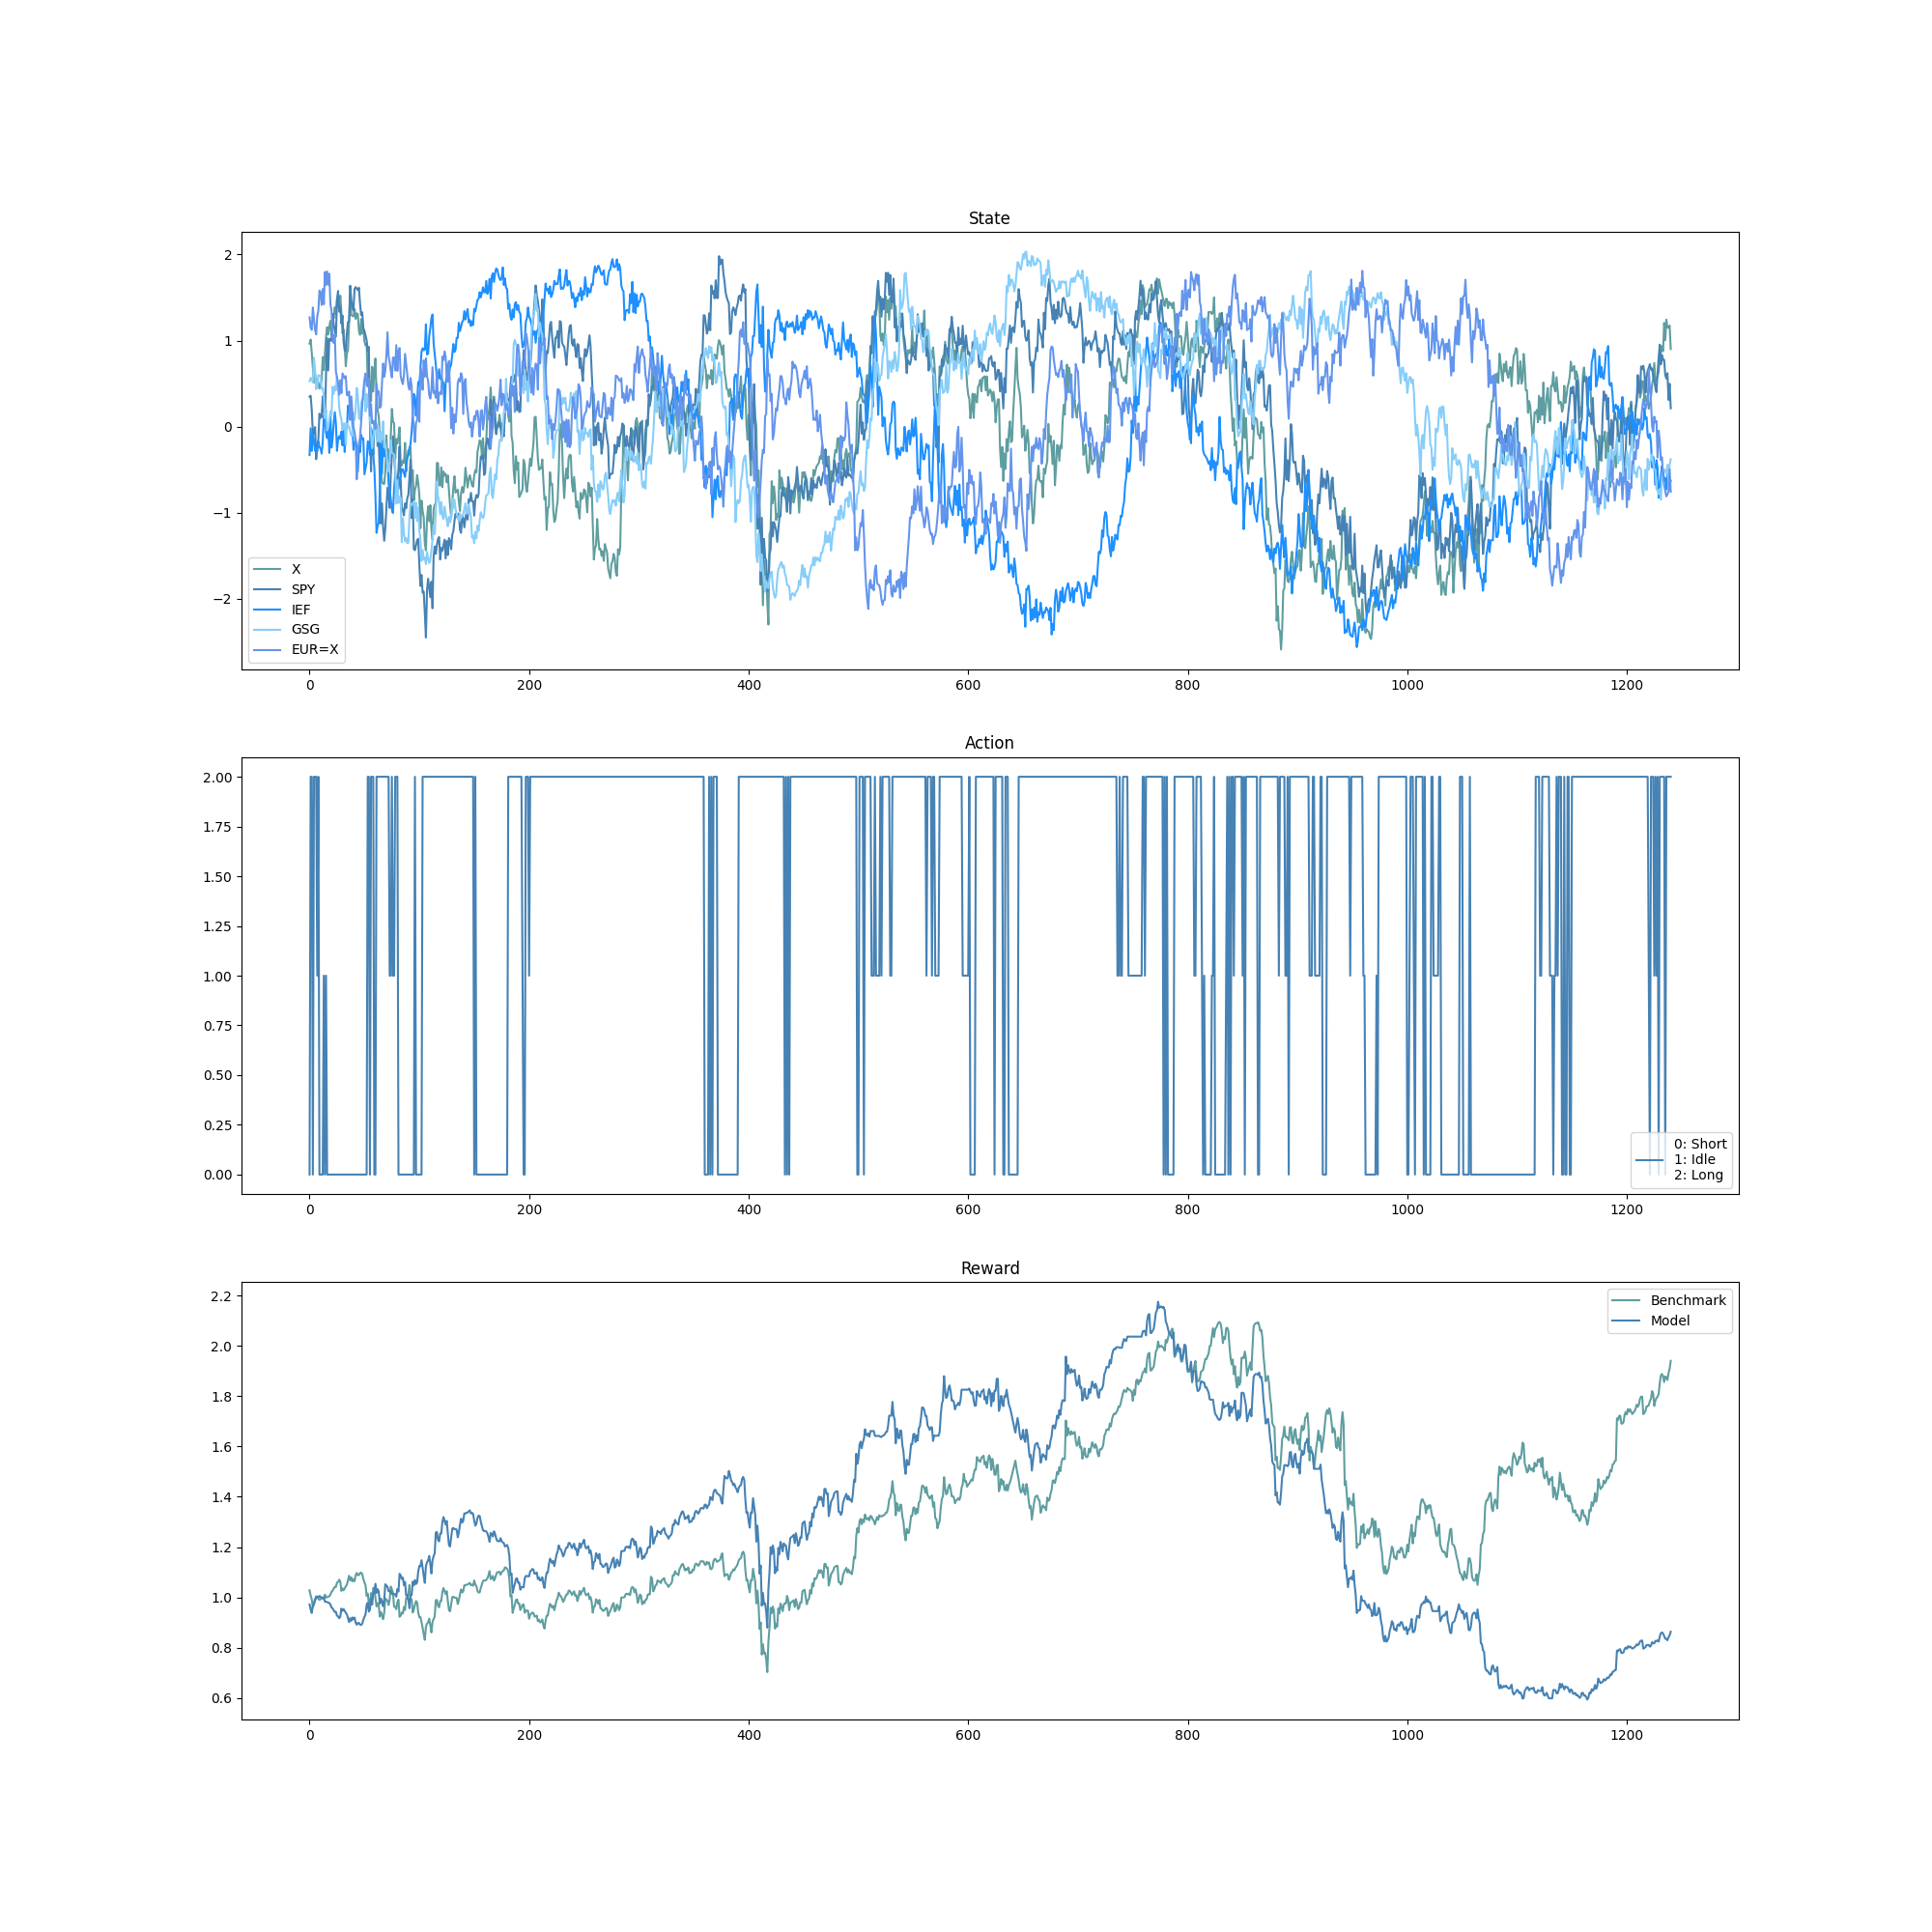 State
2
1
0
−1
−2
X
SPY
IEF
GSG
EUR=X
0 200 400 600 800 1000 1200
Action
2.00
1.75
1.50
1.25
1.00
0.75
0.50
0.25
0.00
0: Short
1: Idle
2: Long
0 200 400 600 800 1000 1200
Reward
2.2
2.0
1.8
1.6
1.4
1.2
1.0
0.8
0.6
Benchmark
Model
0 200 400 600 800 1000 1200